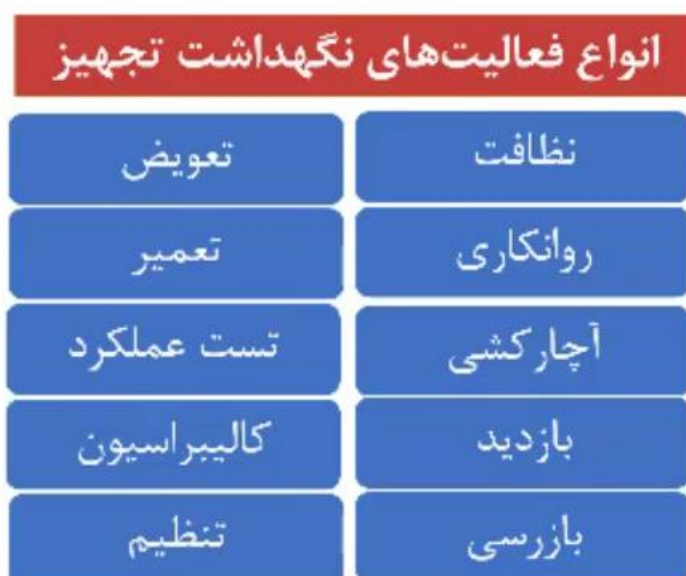 انواع فعالیت‌های نگهداشت تجهیز
نظافت
تعویض
روانکاری
تعمیر
آچارکشی
تست عملکرد
بازدید
کالیبراسیون
بازرسی
تنظیم